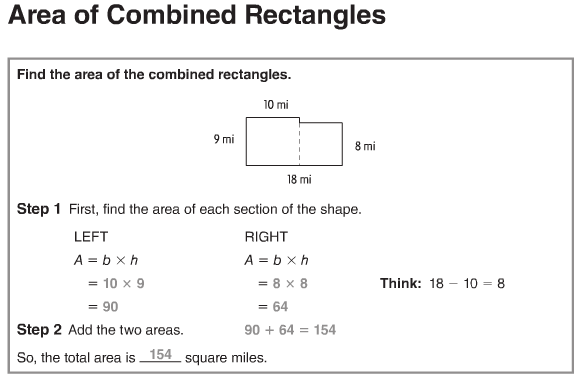 Area of Combined Rectangles
Find the area of the combined rectangles.
10 mi
9 mi
8 mi
18 mi
Step 1 First, find the area of each section of the shape.
LEFT RIGHT
A = b × h A = b × h
= 10 × 9 = 8 × 8 Think: 18 − 10 = 8
= 90 = 64
Step 2 Add the two areas. 90 + 64 = 154
So, the total area is 154 square miles.